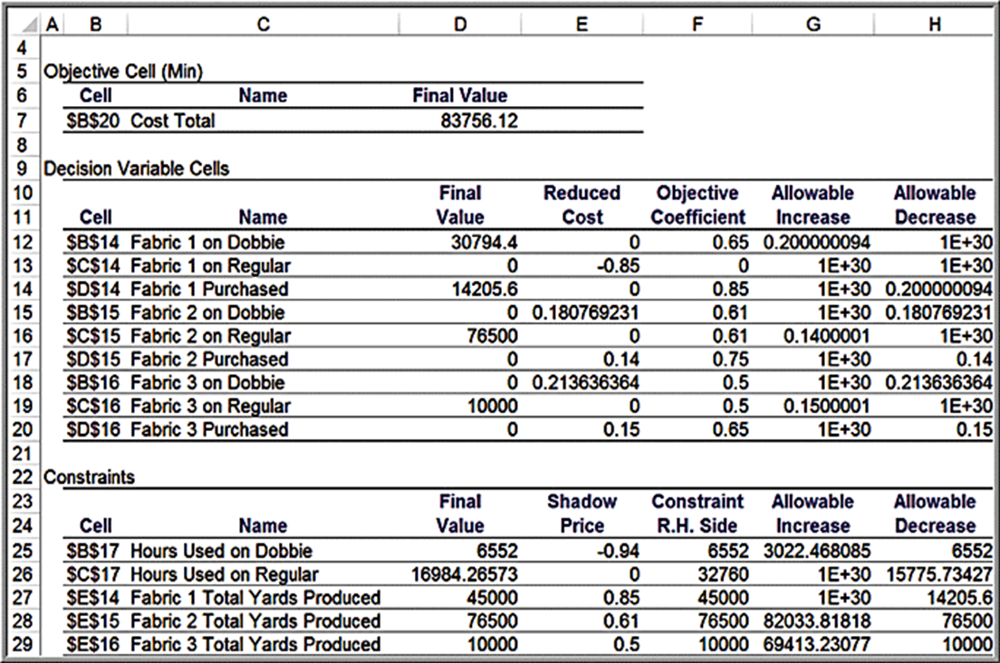 A B C D E F G H
4
5 Objective Cell (Min)
6 Cell Name Final Value
7 $B$20 Cost Total 83756.12
8
9 Decision Variable Cells
10 Final Reduced Objective Allowable Allowable
11 Cell Name Value Cost Coefficient Increase Decrease
12 $B$14 Fabric 1 on Dobbie 30794.4 0 0.65 0.200000094 1E+30
13 $C$14 Fabric 1 on Regular 0 -0.85 0 1E+30 1E+30
14 $D$14 Fabric 1 Purchased 14205.6 0 0.85 1E+30 0.200000094
15 $B$15 Fabric 2 on Dobbie 0 0.180769231 0.61 1E+30 0.180769231
16 $C$15 Fabric 2 on Regular 76500 0 0.61 0.1400001 1E+30
17 $D$15 Fabric 2 Purchased 0 0.14 0.75 1E+30 0.14
18 $B$16 Fabric 3 on Dobbie 0 0.213636364 0.5 1E+30 0.213636364
19 $C$16 Fabric 3 on Regular 10000 0 0.5 0.1500001 1E+30
20 $D$16 Fabric 3 Purchased 0 0.15 0.65 1E+30 0.15
21
22 Constraints
23 Final Shadow Constraint Allowable Allowable
24 Cell Name Value Price R.H. Side Increase Decrease
25 $B$17 Hours Used on Dobbie 6552 -0.94 6552 3022.468085 6552
26 $C$17 Hours Used on Regular 16984.26573 0 32760 1E+30 15775.73427
27 $E$14 Fabric 1 Total Yards Produced 45000 0.85 45000 1E+30 14205.6
28 $E$15 Fabric 2 Total Yards Produced 76500 0.61 76500 82033.81818 76500
29 $E$16 Fabric 3 Total Yards Produced 10000 0.5 10000 69413.23077 10000